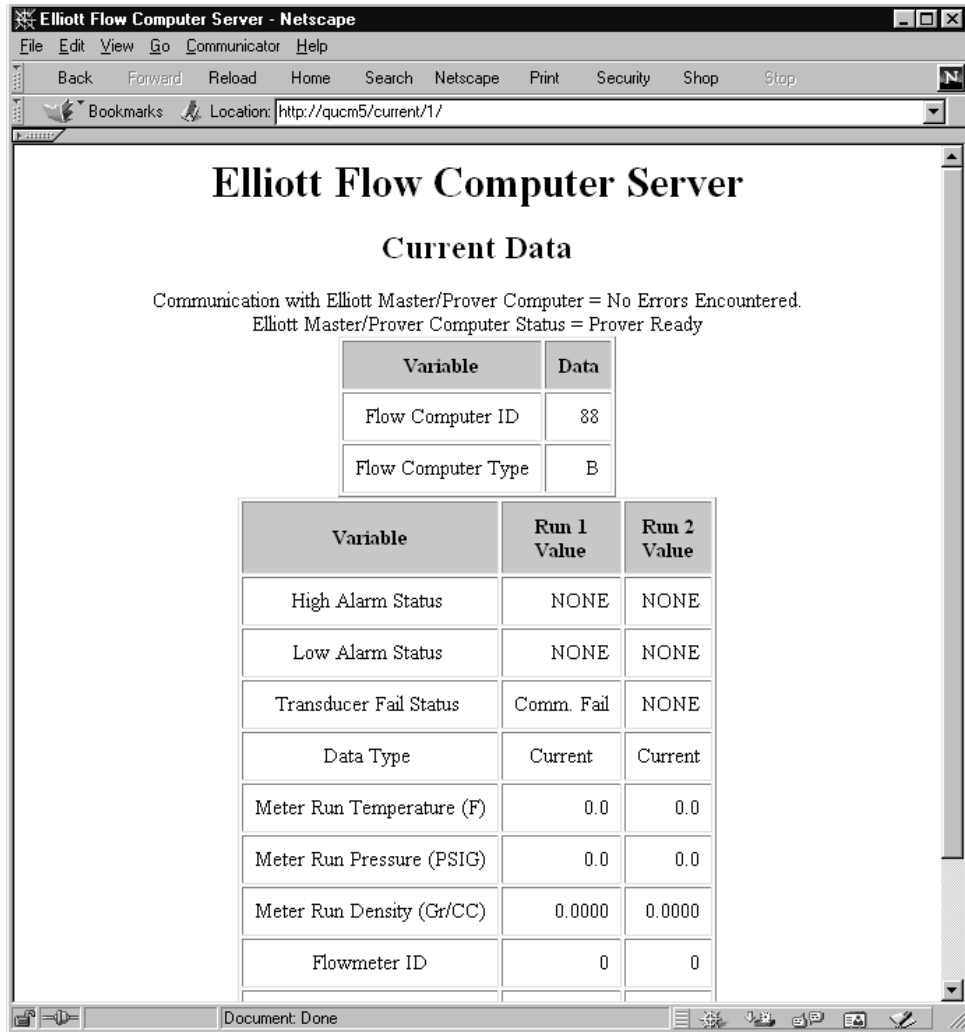 Elliott Flow Computer Server - Netscape
File Edit View Go Communicator Help
Back Forward Reload Home Search Netscape Print Security Shop Stop
N
Bookmarks Location: http://qucm5/current/1/
Elliott Flow Computer Server
Current Data
Communication with Elliott Master/Prover Computer = No Errors Encountered.
Elliott Master/Prover Computer Status = Prover Ready
Variable Data
Flow Computer ID 88
Flow Computer Type B
Variable Run 1 Value Run 2 Value
High Alarm Status NONE NONE
Low Alarm Status NONE NONE
Transducer Fail Status Comm. Fail NONE
Data Type Current Current
Meter Run Temperature (F) 0.0 0.0
Meter Run Pressure (PSIG) 0.0 0.0
Meter Run Density (Gr/CC) 0.0000 0.0000
Flowmeter ID 0 0
Document: Done